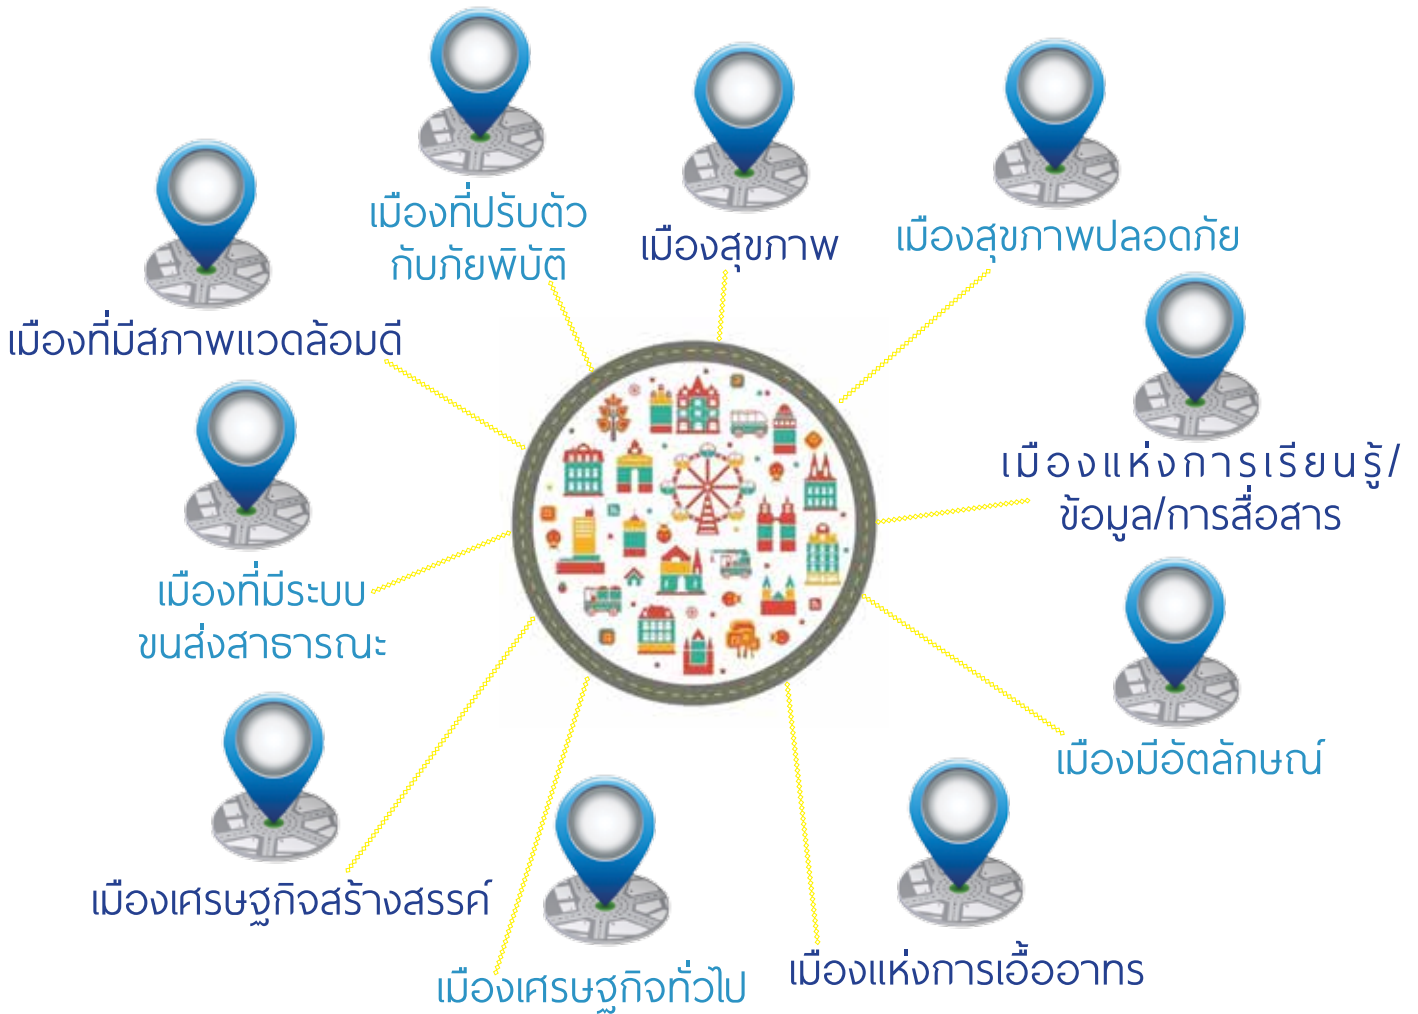 เมืองที่ปรับตัว
กับภัยพิบัติ
เมืองสุขภาพ
เมืองสุขภาพปลอดภัย
เมืองที่มีสภาพแวดล้อมดี
เมืองแห่งการเรียนรู้/
ข้อมูล/การสื่อสาร
เมืองที่มีระบบ
ขนส่งสาธารณะ
เมืองมีอัตลักษณ์
เมืองเศรษฐกิจสร้างสรรค์
เมืองเศรษฐกิจทั่วไป
เมืองแห่งการเอื้ออาทร